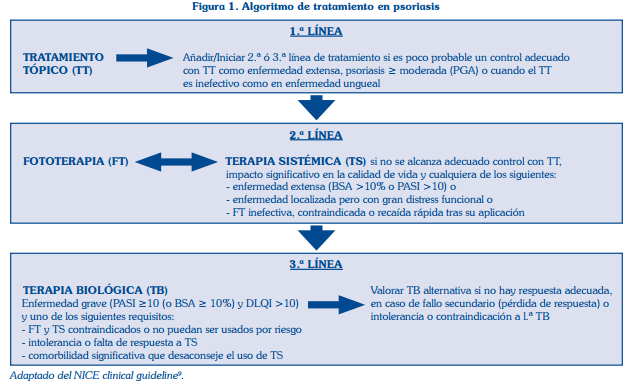 Figura 1. Algoritmo de tratamiento en psoriasis
1.ª LÍNEA
TRATAMIENTO
TÓPICO (TT)
Añadir/Iniciar 2.ª ó 3.ª línea de tratamiento si es poco probable un control adecuado
con TT como enfermedad extensa, psoriasis ≥ moderada (PGA) o cuando el TT
es inefectivo como en enfermedad ungueal
2.ª LÍNEA
FOTOTERAPIA (FT)
TERAPIA SISTÉMICA (TS) si no se alcanza adecuado control con TT,
impacto significativo en la calidad de vida y cualquiera de los siguientes:
- enfermedad extensa (BSA >10% o PASI >10) o
- enfermedad localizada pero con gran distress funcional o
- FT inefectiva, contraindicada o recaída rápida tras su aplicación
3.ª LÍNEA
TERAPIA BIOLÓGICA (TB)
Enfermedad grave (PASI ≥10 (o BSA ≥ 10%) y DLQI >10)
y uno de los siguientes requisitos:
- FT y TS contraindicados o no puedan ser usados por riesgo
- intolerancia o falta de respuesta a TS
- comorbilidad significativa que desaconseje el uso de TS
Valorar TB alternativa si no hay respuesta adecuada,
en caso de fallo secundario (pérdida de respuesta) o
intolerancia o contraindicación a 1.ª TB
Adaptado del NICE clinical guideline⁹.